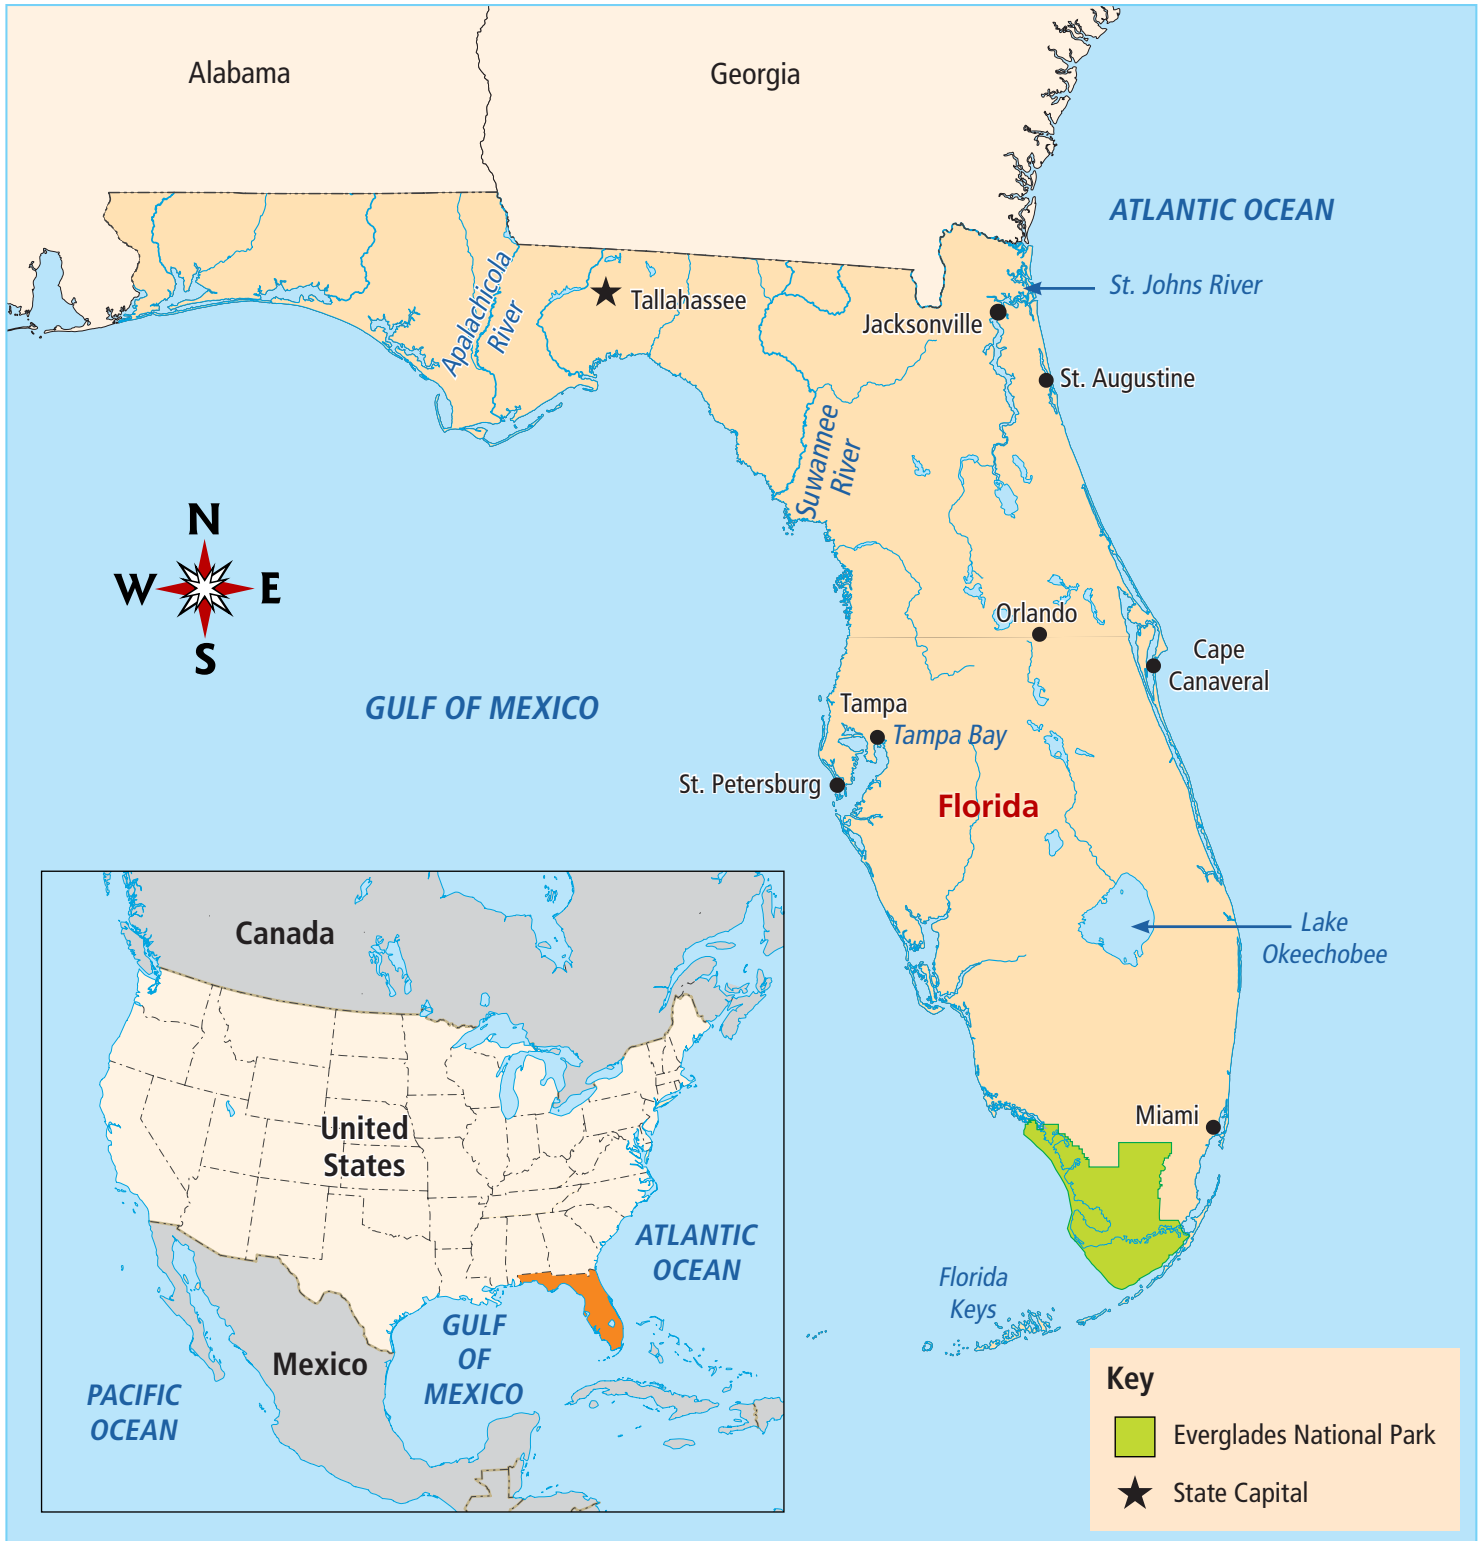 Alabama
Georgia
ATLANTIC OCEAN
St. Johns River
Apalachicola
River
Tallahassee
Jacksonville
St. Augustine
Suwannee
River
N
W
E
S
Orlando
Cape
Canaveral
GULF OF MEXICO
Tampa
Tampa Bay
St. Petersburg
Florida
Lake
Okeechobee
Miami
Florida
Keys
Canada
United
States
ATLANTIC
OCEAN
GULF
OF
MEXICO
Mexico
PACIFIC
OCEAN
Key
Everglades National Park
State Capital